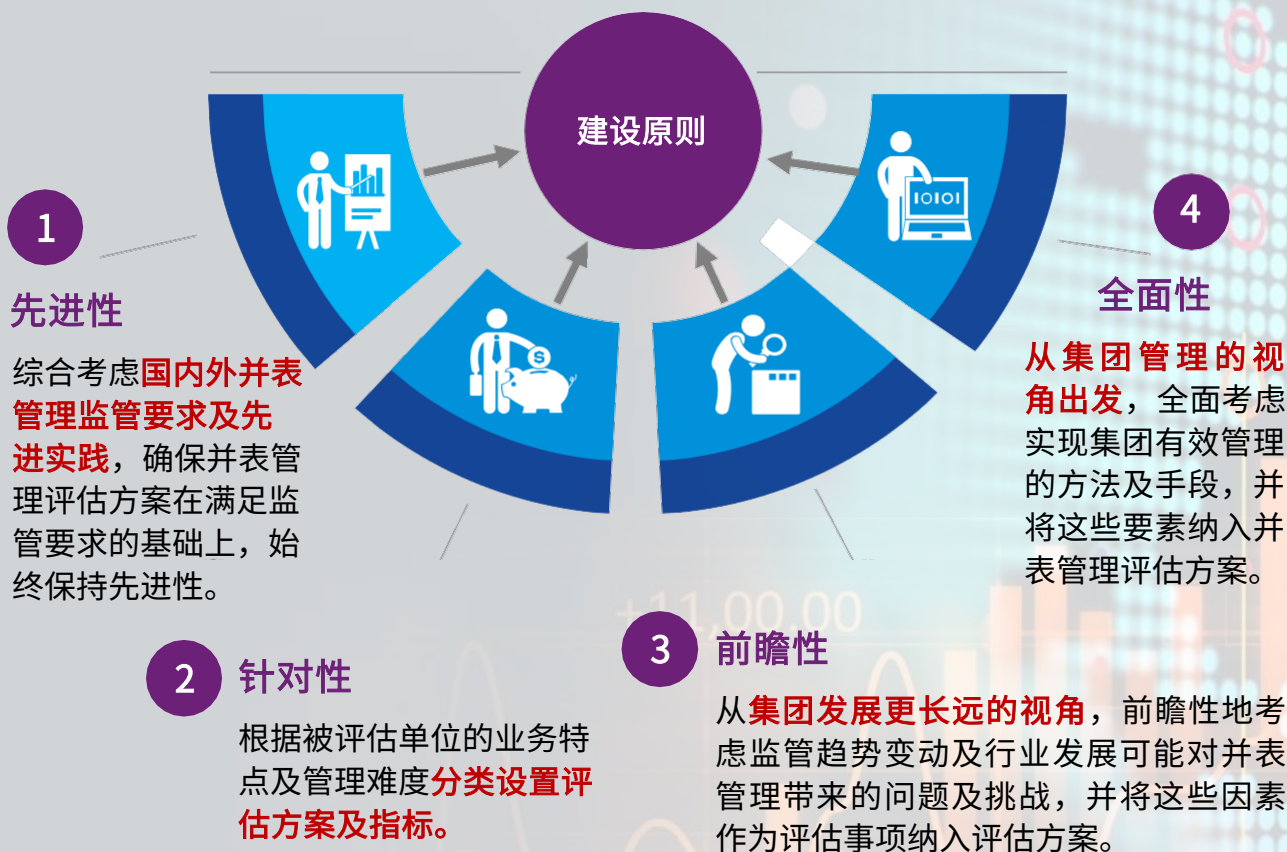 建设原则
1
先进性
综合考虑国内外并表
管理监管要求及先
进实践，确保并表管
理评估方案在满足监
管要求的基础上，始
终保持先进性。
2
针对性
根据被评估单位的业务特
点及管理难度分类设置评
估方案及指标。
3
前瞻性
从集团发展更长远的视角，前瞻性地考
虑监管趋势变动及行业发展可能对并表
管理带来的问题及挑战，并将这些因素
作为评估事项纳入评估方案。
4
全面性
从集团管理的视
角出发，全面考虑
实现集团有效管理
的方法及手段，并
将这些要素纳入并
表管理评估方案。
10101
$
+11,00.00